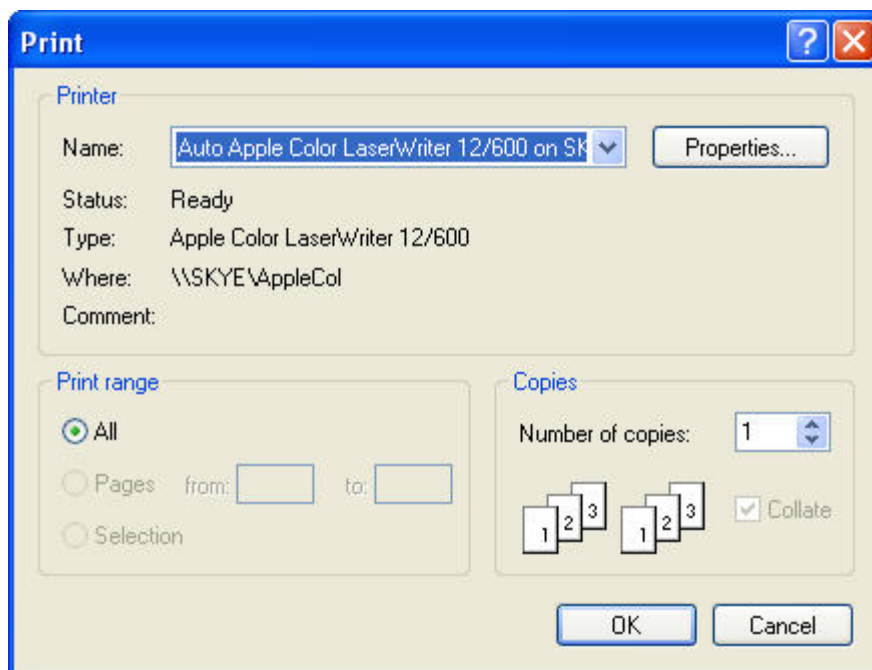 Print
Printer
Name: Auto Apple Color LaserWriter 12/600 on SK Properties...
Status: Ready
Type: Apple Color LaserWriter 12/600
Where: \\SKYE\AppleCol
Comment:
Print range
All
Pages from: to:
Selection
Copies
Number of copies: 1
1 2 3 1 2 3 Collate
OK Cancel